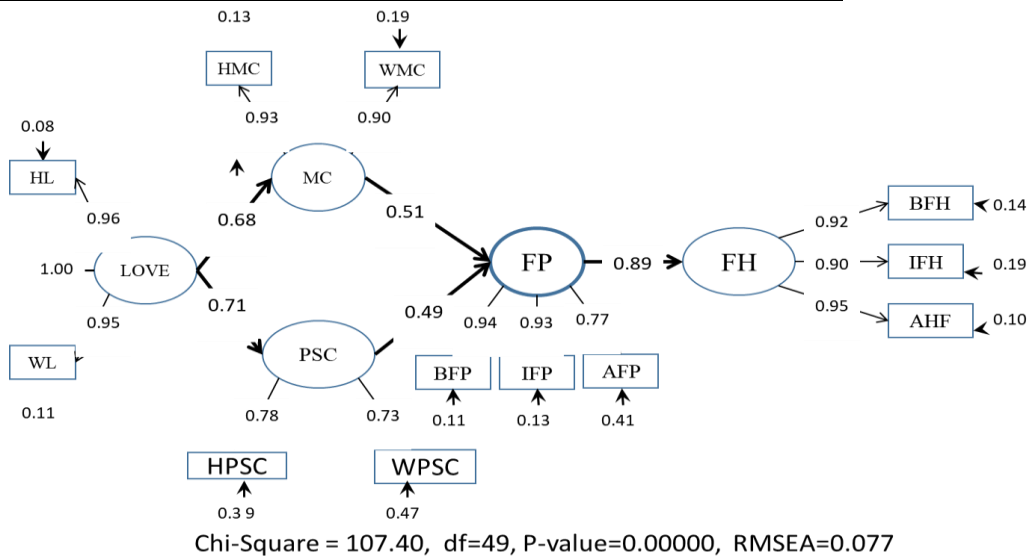 0.13 0.19
HMC WMC
0.93 0.90
0.08
HL MC
0.96 0.68 0.51
BFH 0.14
0.92
1.00 LOVE FP 0.89 FH 0.90 IFH 0.19
0.95 0.71 0.49
0.94 0.93 0.77 0.95 AHF 0.10
WL PSC BFP IFP AFP
0.11 0.78 0.73 0.11 0.13 0.41
HPSC WPSC
0.3 9 0.47
Chi-Square = 107.40, df=49, P-value=0.00000, RMSEA=0.077